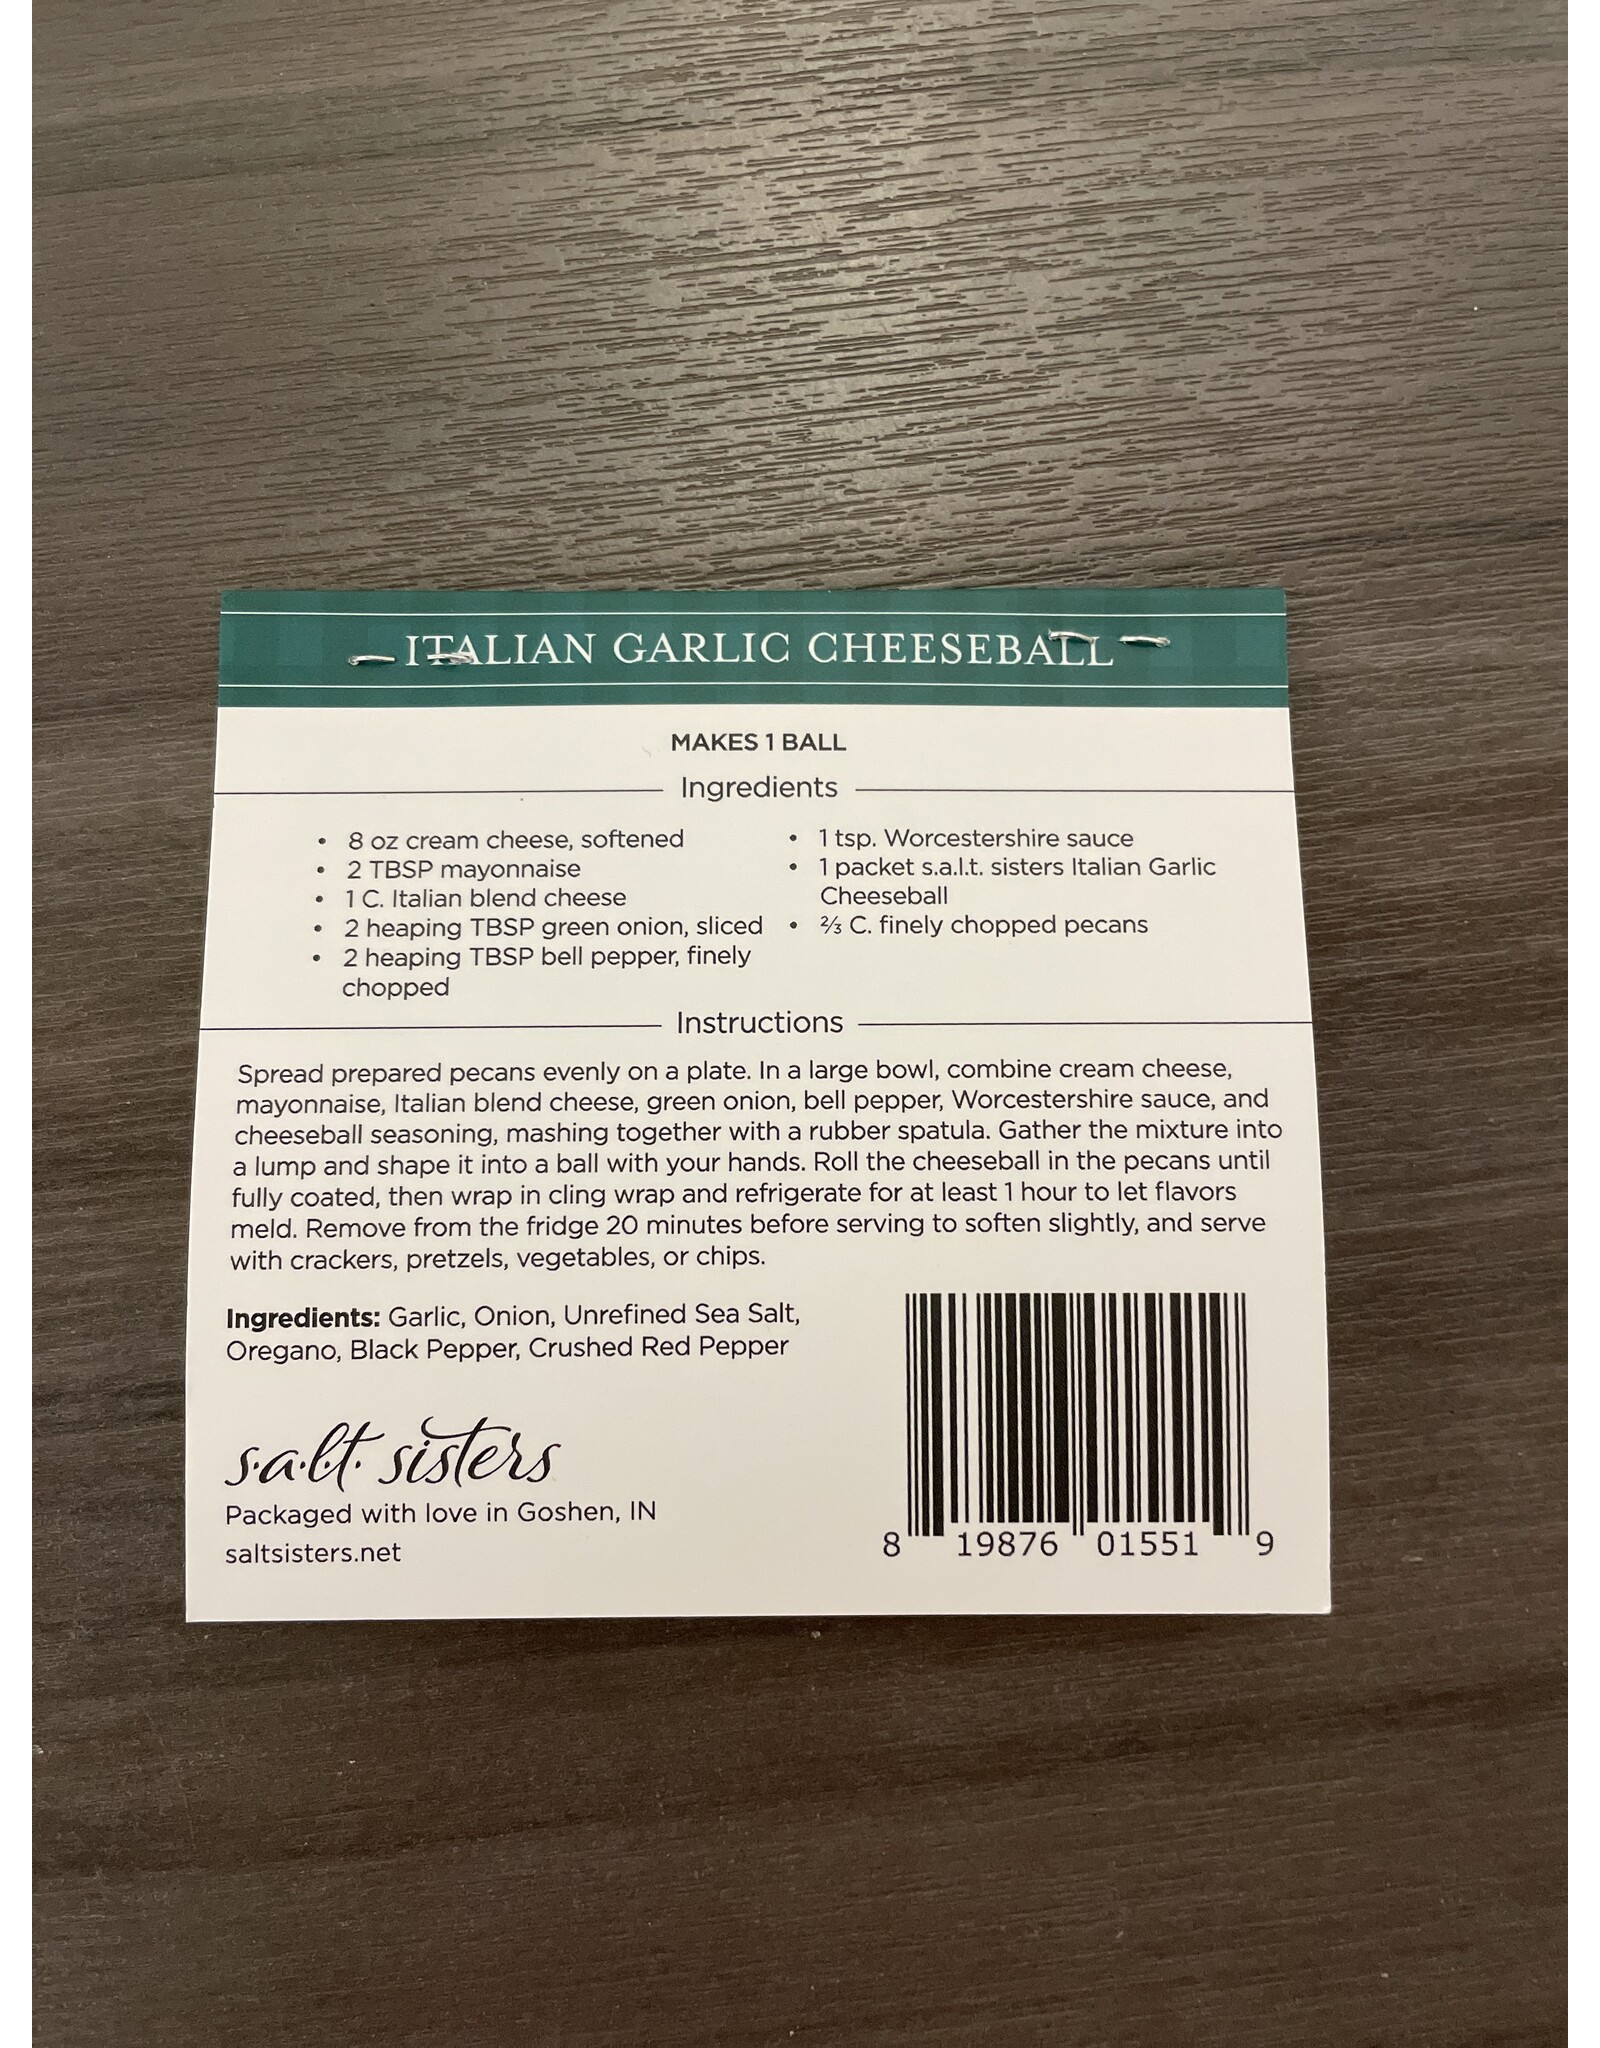 ITALIAN GARLIC CHEESEBALL
MAKES 1 BALL
Ingredients
• 8 oz cream cheese, softened
• 2 TBSP mayonnaise
• 1 C. Italian blend cheese
• 2 heaping TBSP green onion, sliced
• 2 heaping TBSP bell pepper, finely
chopped
• 1 tsp. Worcestershire sauce
• 1 packet s.a.l.t. sisters Italian Garlic
Cheeseball
• ⅔ C. finely chopped pecans
Instructions
Spread prepared pecans evenly on a plate. In a large bowl, combine cream cheese,
mayonnaise, Italian blend cheese, green onion, bell pepper, Worcestershire sauce, and
cheeseball seasoning, mashing together with a rubber spatula. Gather the mixture into
a lump and shape it into a ball with your hands. Roll the cheeseball in the pecans until
fully coated, then wrap in cling wrap and refrigerate for at least 1 hour to let flavors
meld. Remove from the fridge 20 minutes before serving to soften slightly, and serve
with crackers, pretzels, vegetables, or chips.
Ingredients: Garlic, Onion, Unrefined Sea Salt,
Oregano, Black Pepper, Crushed Red Pepper
s.a.l.t. sisters
Packaged with love in Goshen, IN
saltsisters.net
8 19876 01551 9